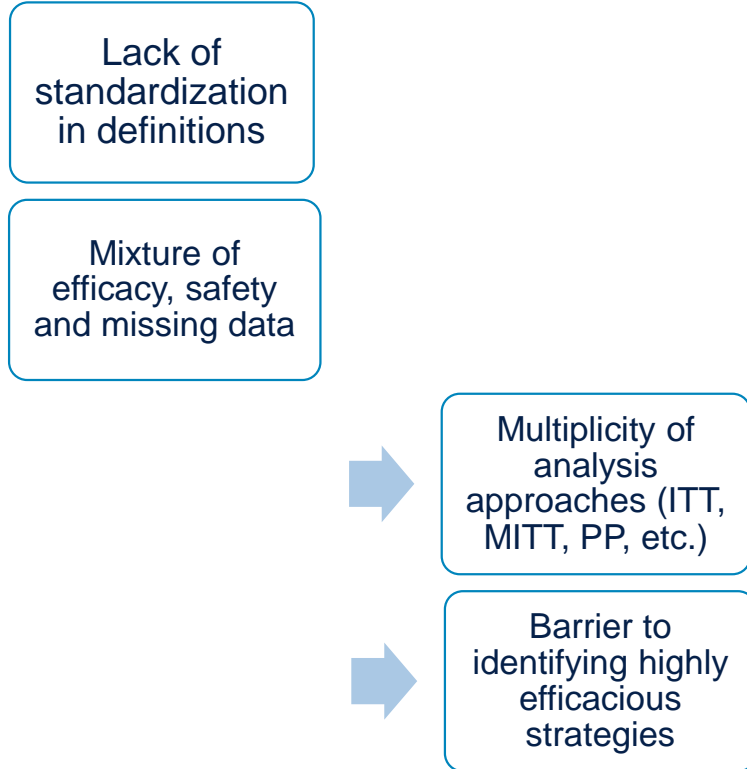 Lack of
standardization
in definitions
Mixture of
efficacy, safety
and missing data
Multiplicity of
analysis
approaches (ITT,
MITT, PP, etc.)
Barrier to
identifying highly
efficacious
strategies